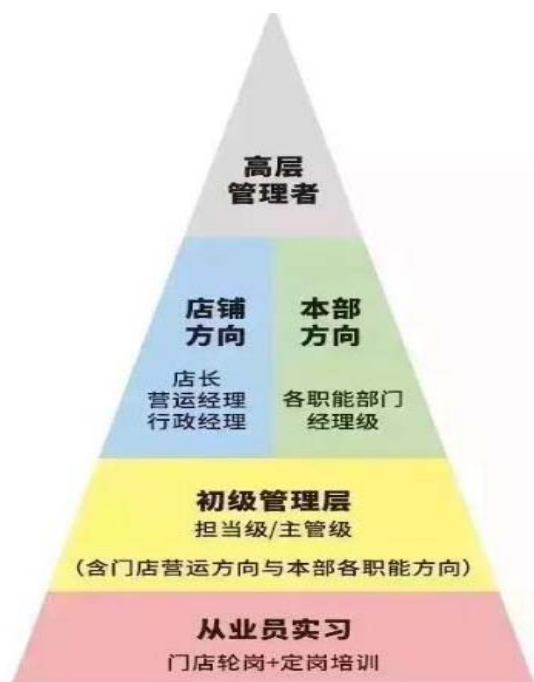 高层
管理者
店铺
方向
店长
营运经理
行政经理
本部
方向
各职能部门
经理级
初级管理层
担当级/主管级
（含门店营运方向与本部各职能方向）
从业员实习
门店轮岗+定岗培训